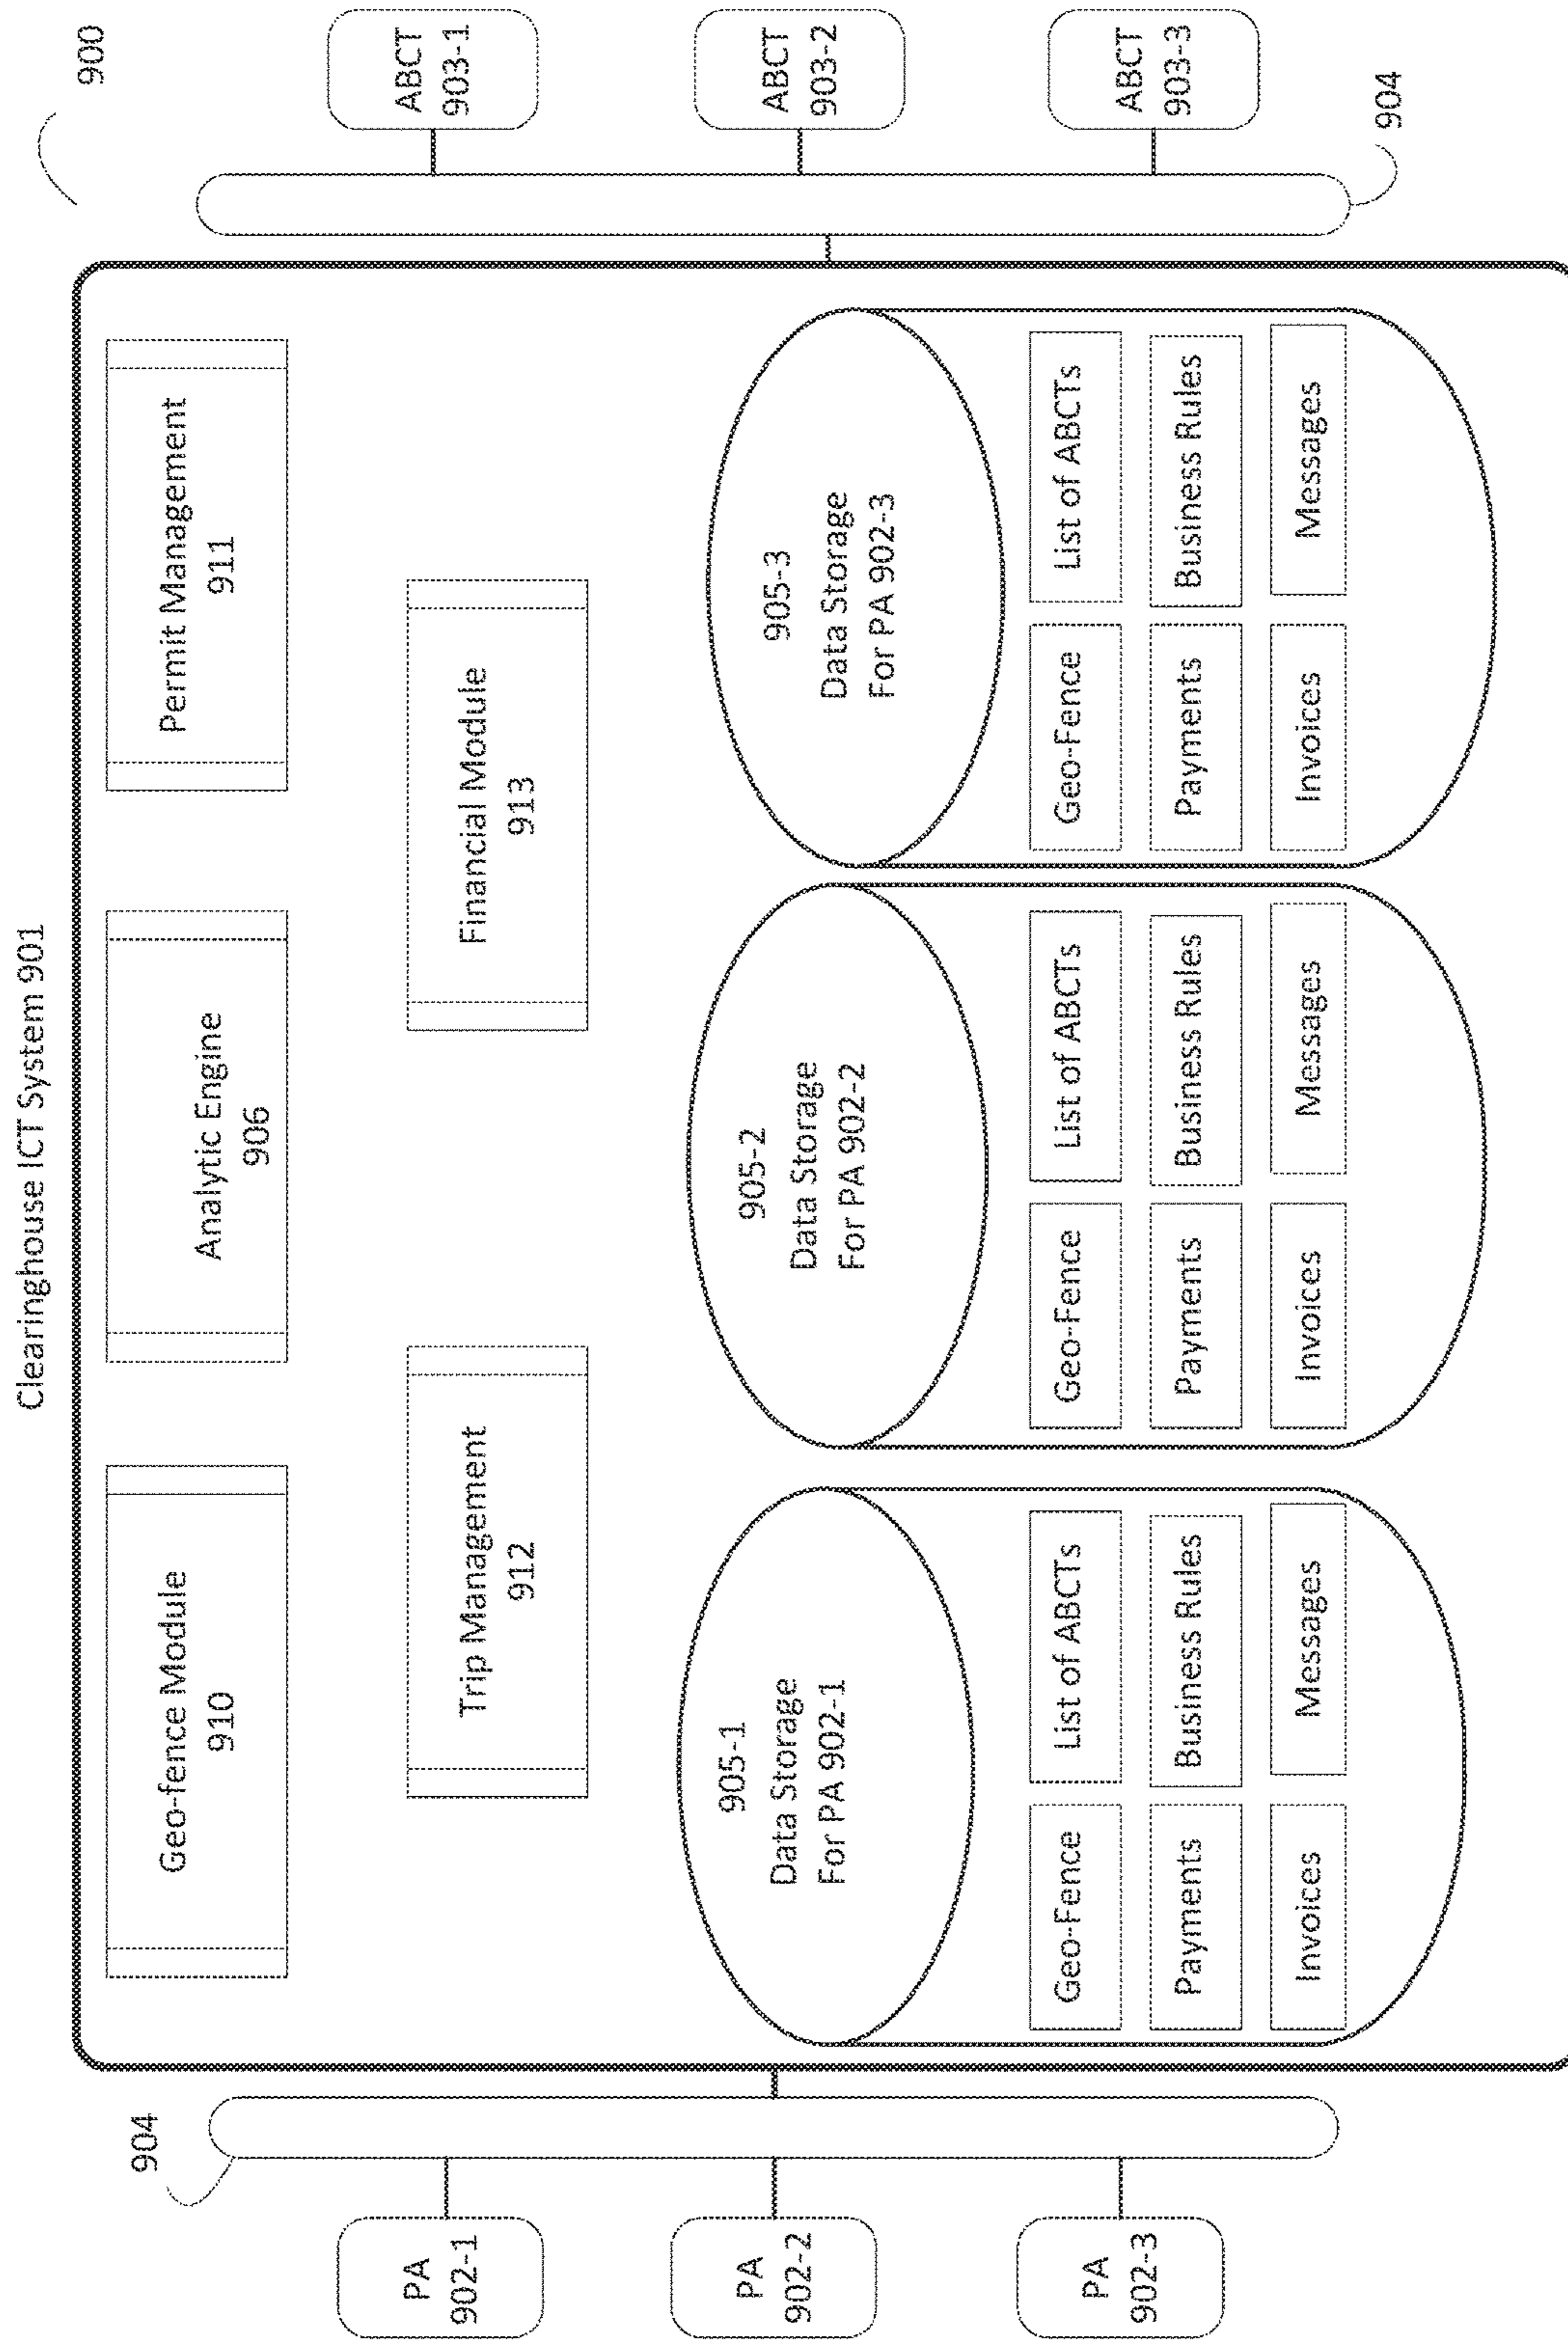 Clearinghouse ICT System 901
900
904
PA
902-1
PA
902-2
PA
902-3
Geo-fence Module
910
Analytic Engine
906
Permit Management
911
Trip Management
912
Financial Module
913
905-1
Data Storage
For PA 902-1
Geo-Fence
List of ABCTs
Payments
Business Rules
Invoices
Messages
905-2
Data Storage
For PA 902-2
Geo-Fence
List of ABCTs
Payments
Business Rules
Invoices
Messages
905-3
Data Storage
For PA 902-3
Geo-Fence
List of ABCTs
Payments
Business Rules
Invoices
Messages
ABCT
903-1
ABCT
903-2
ABCT
903-3
904